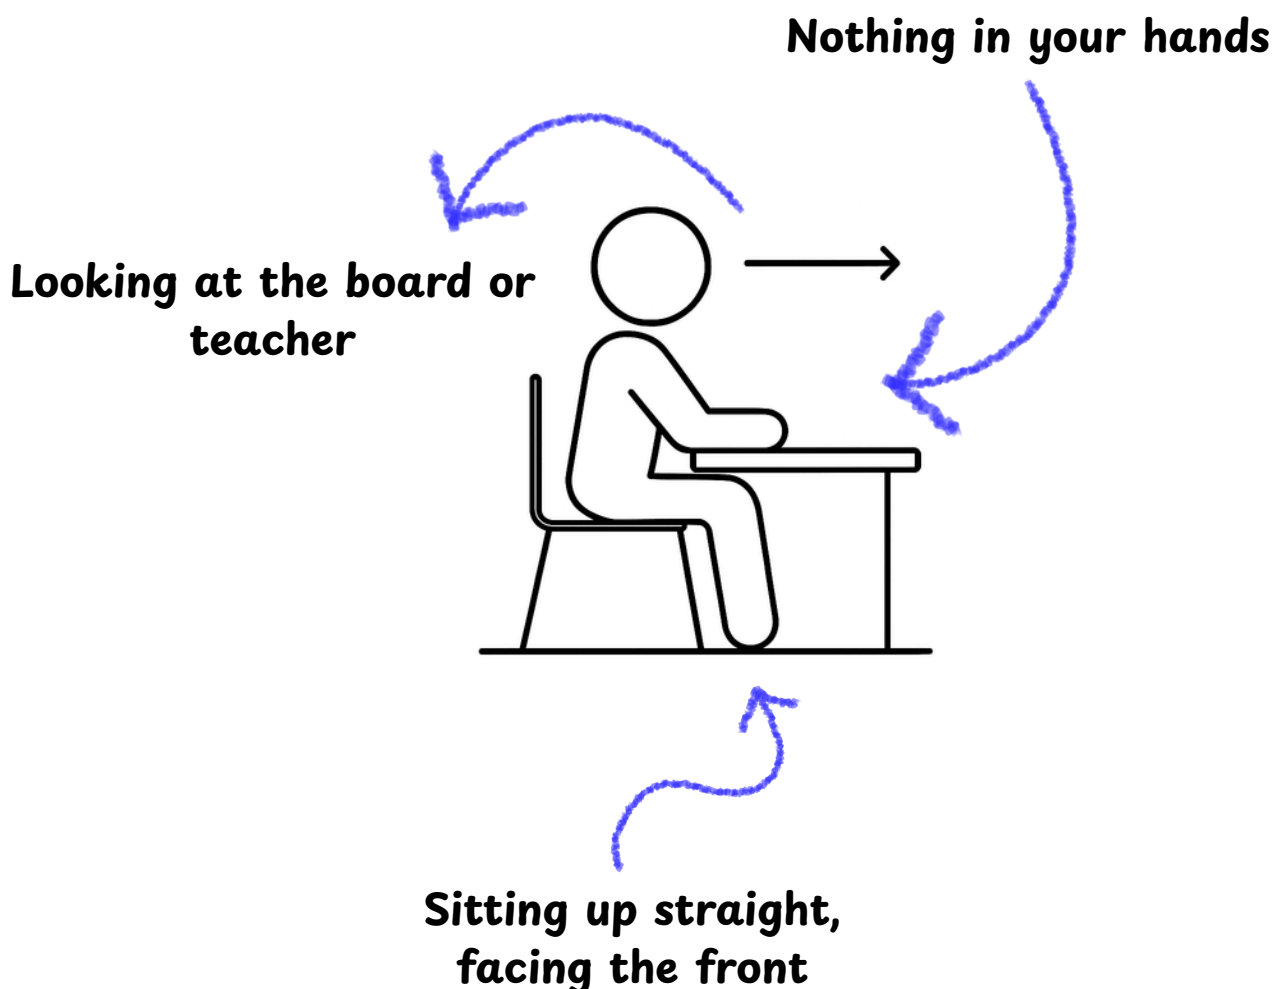 Nothing in your hands
Looking at the board or
teacher
Sitting up straight,
facing the front